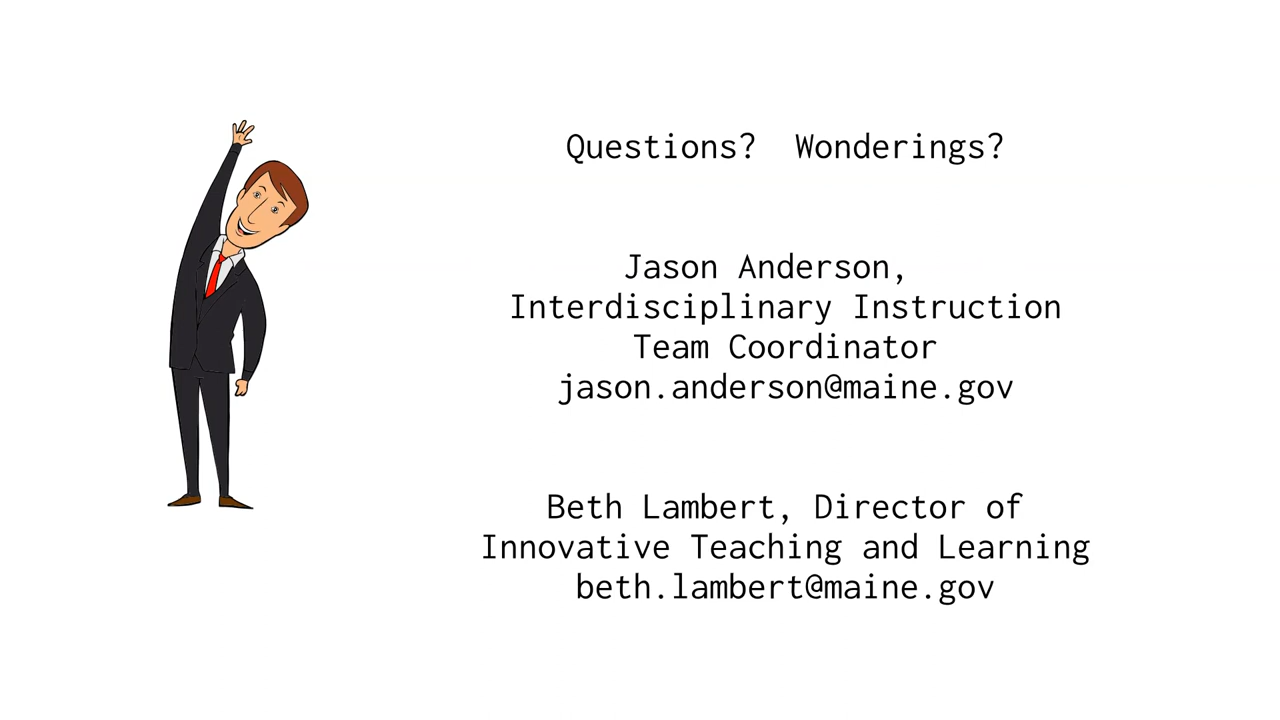 Questions?  Wonderings?
Jason Anderson,
Interdisciplinary Instruction
Team Coordinator
jason.anderson@maine.gov
Beth Lambert, Director of
Innovative Teaching and Learning
beth.lambert@maine.gov